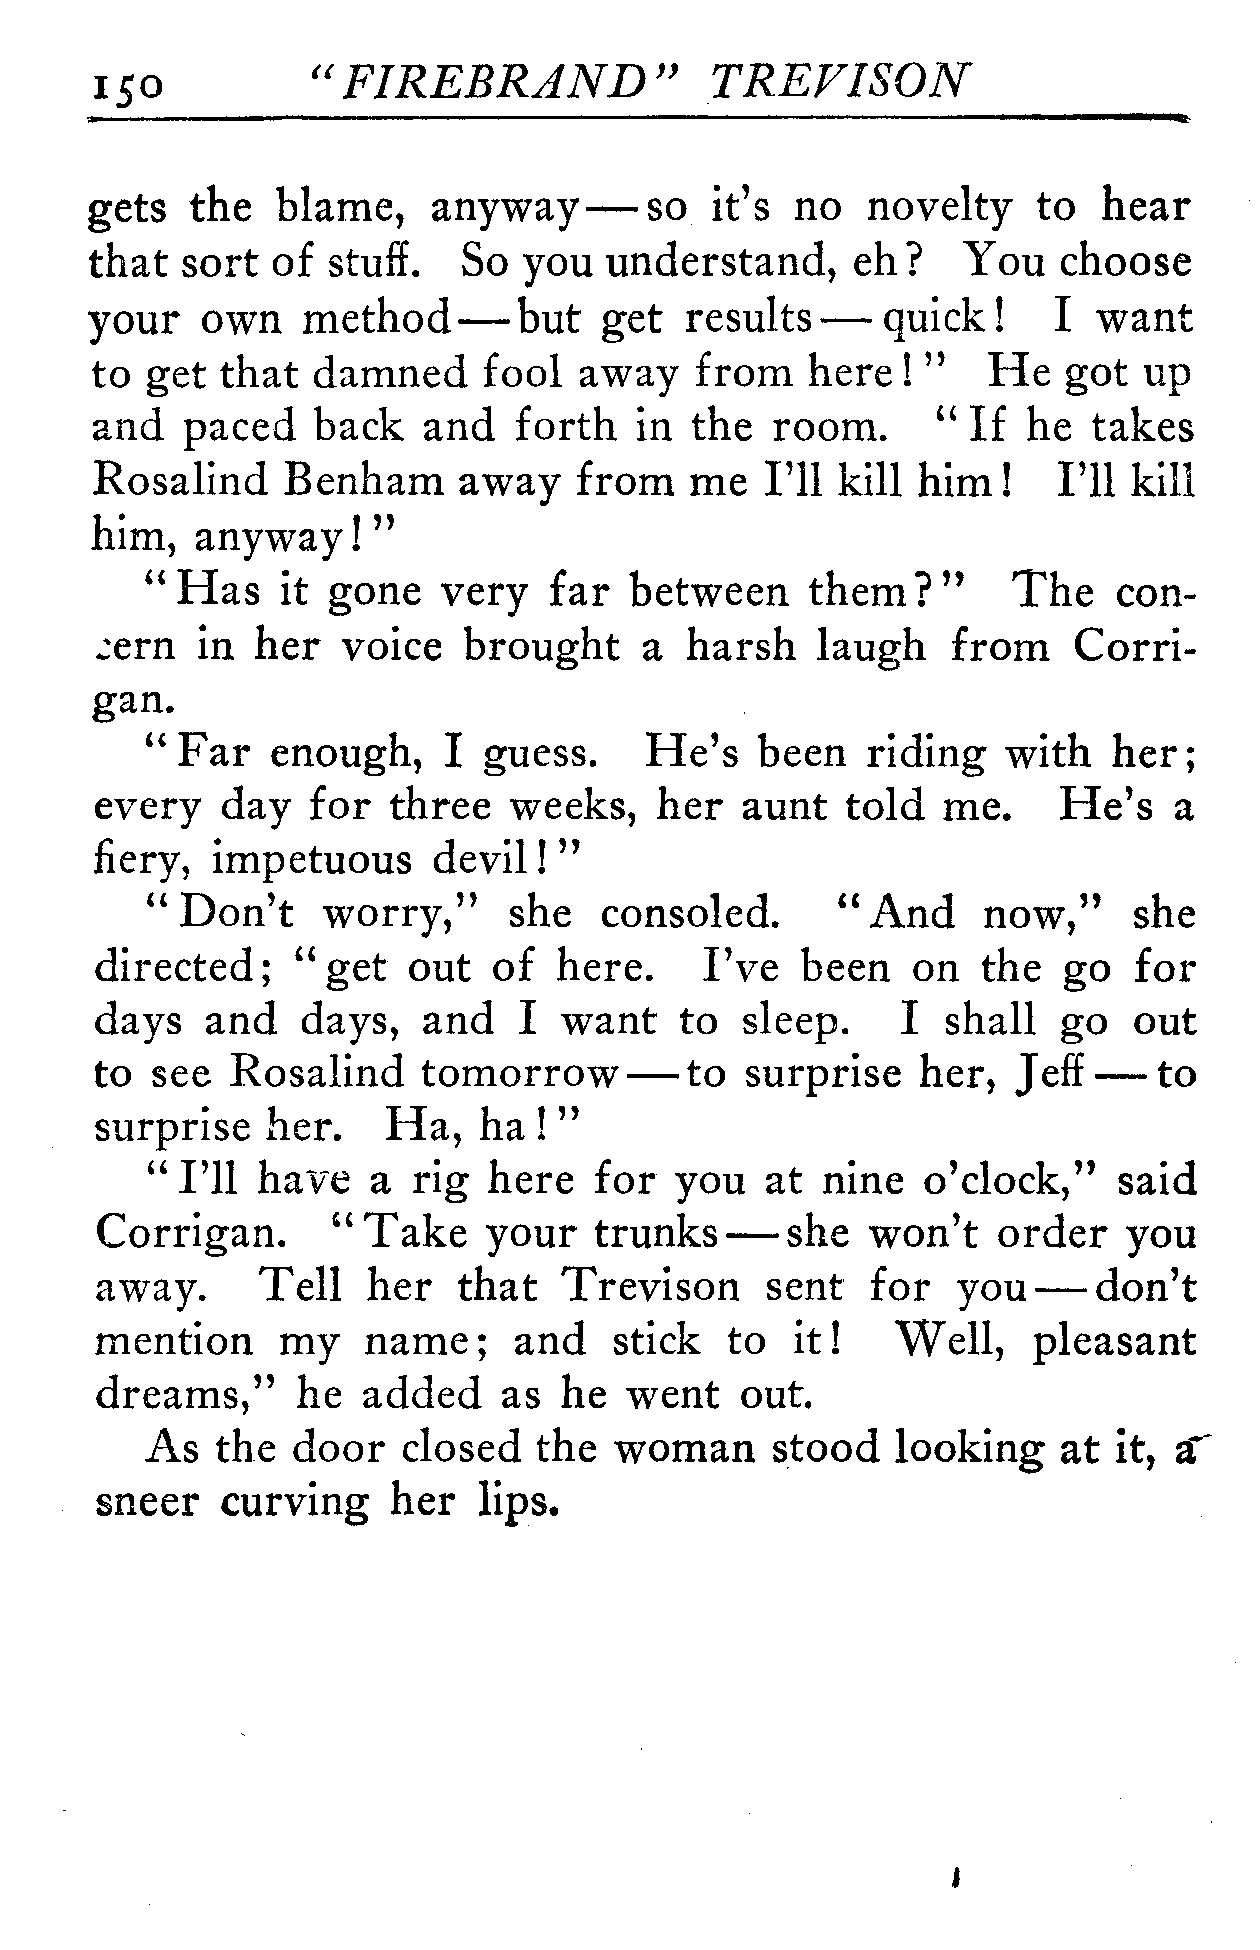 150 "FIREBRAND" TREVISON
gets the blame, anyway—so it's no novelty to hear
that sort of stuff. So you understand, eh? You choose
your own method—but get results—quick! I want
to get that damned fool away from here!" He got up
and paced back and forth in the room. "If he takes
Rosalind Benham away from me I'll kill him! I'll kill
him, anyway!"
"Has it gone very far between them?" The con-
cern in her voice brought a harsh laugh from Corri-
gan.
"Far enough, I guess. He's been riding with her;
every day for three weeks, her aunt told me. He's a
fiery, impetuous devil!"
"Don't worry," she consoled. "And now," she
directed; "get out of here. I've been on the go for
days and days, and I want to sleep. I shall go out
to see Rosalind tomorrow—to surprise her, Jeff—to
surprise her. Ha, ha!"
"I'll have a rig here for you at nine o'clock," said
Corrigan. "Take your trunks—she won't order you
away. Tell her that Trevison sent for you—don't
mention my name; and stick to it! Well, pleasant
dreams," he added as he went out.
As the door closed the woman stood looking at it, a
sneer curving her lips.